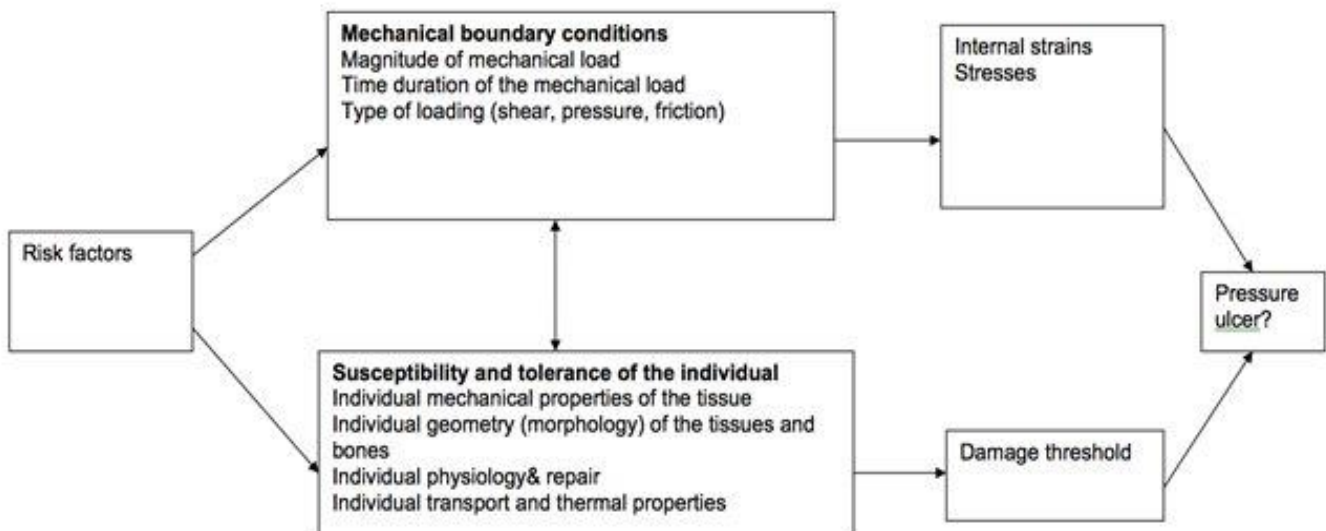 Mechanical boundary conditions
Magnitude of mechanical load
Time duration of the mechanical load
Type of loading (shear, pressure, friction)
Internal strains
Stresses
Risk factors
Pressure
ulcer?
Susceptibility and tolerance of the individual
Individual mechanical properties of the tissue
Individual geometry (morphology) of the tissues and
bones
Individual physiology& repair
Individual transport and thermal properties
Damage threshold